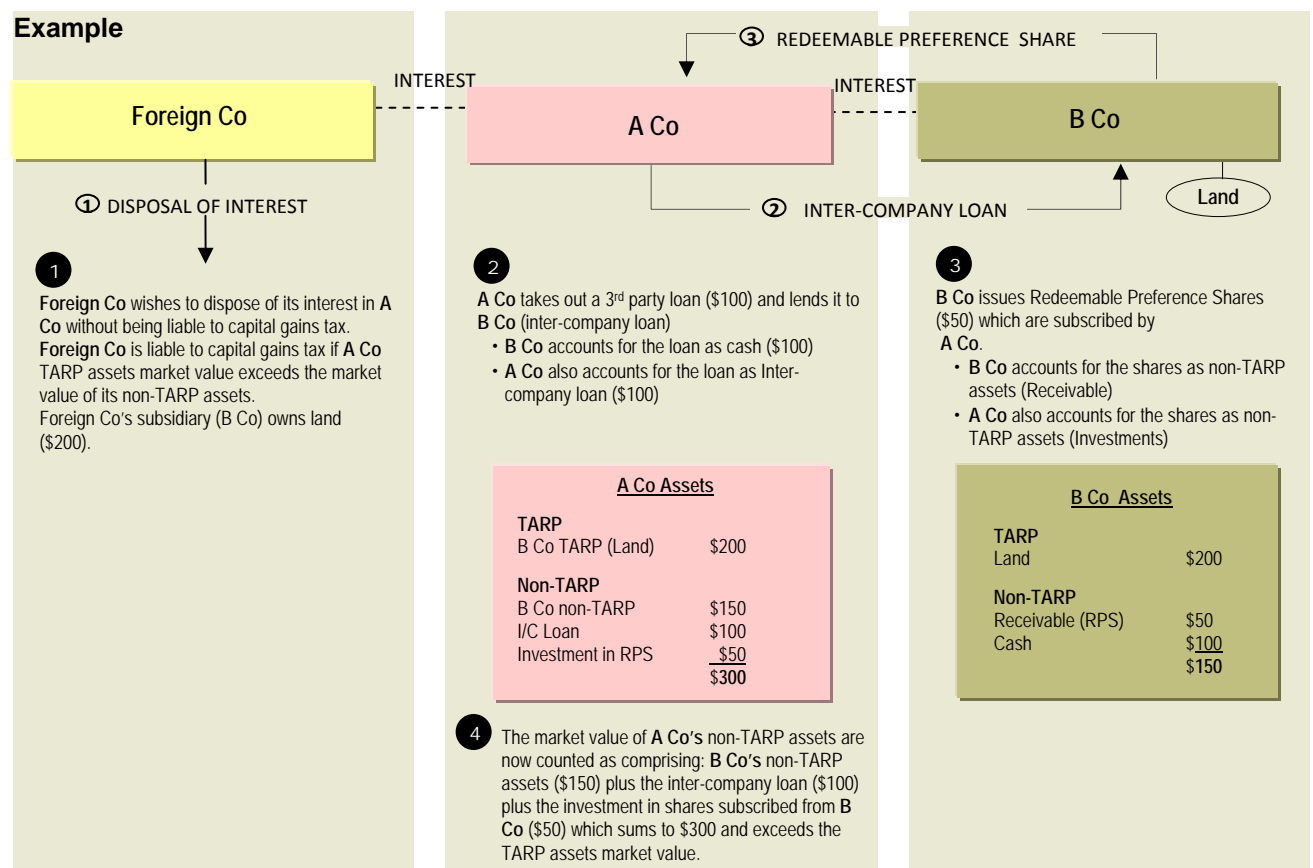 Example
③ REDEEMABLE PREFERENCE SHARE
INTEREST
INTEREST
Foreign Co
A Co
B Co
Land
① DISPOSAL OF INTEREST
② INTER-COMPANY LOAN
1
Foreign Co wishes to dispose of its interest in A
Co without being liable to capital gains tax.
Foreign Co is liable to capital gains tax if A Co
TARP assets market value exceeds the market
value of its non-TARP assets.
Foreign Co's subsidiary (B Co) owns land
($200).
2
A Co takes out a 3rd party loan ($100) and lends it to
B Co (inter-company loan)
• B Co accounts for the loan as cash ($100)
• A Co also accounts for the loan as Inter-
company loan ($100)
A Co Assets
TARP
B Co TARP (Land) $200
Non-TARP
B Co non-TARP $150
I/C Loan $100
Investment in RPS $50
$300
4
The market value of A Co's non-TARP assets are
now counted as comprising: B Co's non-TARP
assets ($150) plus the inter-company loan ($100)
plus the investment in shares subscribed from B
Co ($50) which sums to $300 and exceeds the
TARP assets market value.
3
B Co issues Redeemable Preference Shares
($50) which are subscribed by
A Co.
• B Co accounts for the shares as non-TARP
assets (Receivable)
• A Co also accounts for the shares as non-
TARP assets (Investments)
B Co Assets
TARP
Land $200
Non-TARP
Receivable (RPS) $50
Cash $100
$150